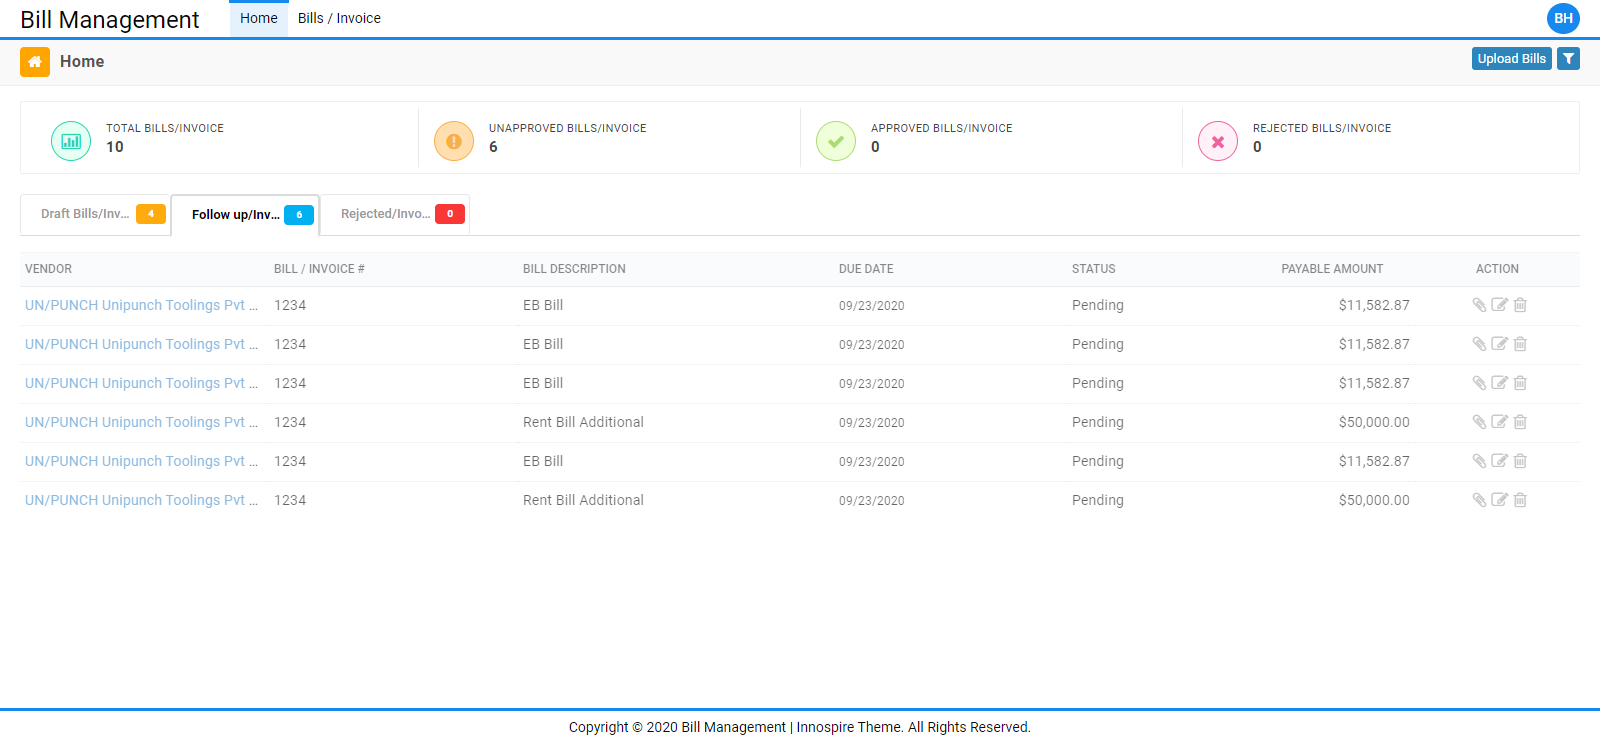 Bill Management Home Bills / Invoice BH
Home Upload Bills
TOTAL BILLS/INVOICE UNAPPROVED BILLS/INVOICE APPROVED BILLS/INVOICE REJECTED BILLS/INVOICE
10 6 0 0
Draft Bills/Inv... 4 Follow up/Inv... 6 Rejected/Invo... 0
VENDOR BILL / INVOICE # BILL DESCRIPTION DUE DATE STATUS PAYABLE AMOUNT ACTION
UN/PUNCH Unipunch Toolings Pvt ... 1234 EB Bill 09/23/2020 Pending $11,582.87
UN/PUNCH Unipunch Toolings Pvt ... 1234 EB Bill 09/23/2020 Pending $11,582.87
UN/PUNCH Unipunch Toolings Pvt ... 1234 EB Bill 09/23/2020 Pending $11,582.87
UN/PUNCH Unipunch Toolings Pvt ... 1234 Rent Bill Additional 09/23/2020 Pending $50,000.00
UN/PUNCH Unipunch Toolings Pvt ... 1234 EB Bill 09/23/2020 Pending $11,582.87
UN/PUNCH Unipunch Toolings Pvt ... 1234 Rent Bill Additional 09/23/2020 Pending $50,000.00
Copyright © 2020 Bill Management | Innospire Theme. All Rights Reserved.